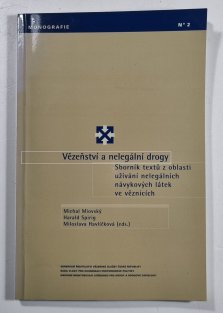 MONOGRAFIE
N° 2
Vězeňství a nelegální drogy
Sborník textů z oblasti
užívání nelegálních
návykových látek
ve věznicích
Michal Miovský
Harald Spirig
Miloslava Havlíčková (eds.)